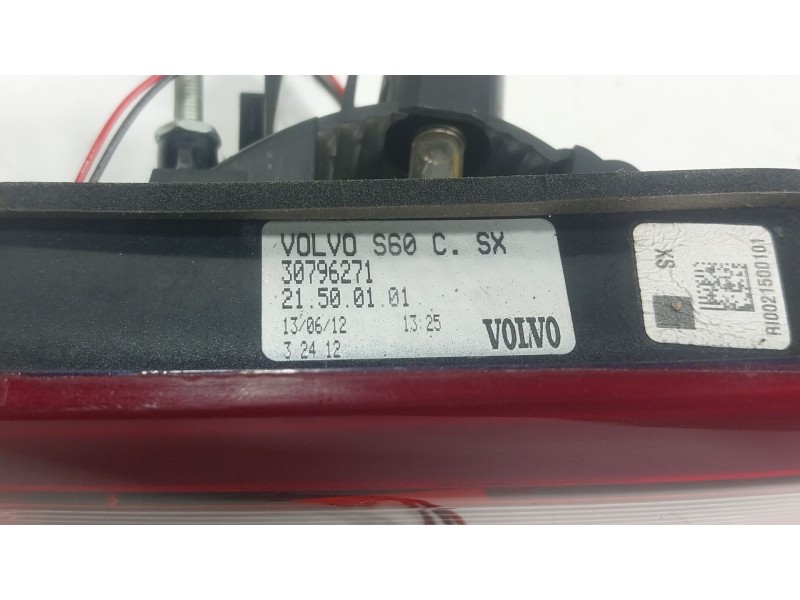 VOLVO S60 C. SX
30796271
21.50.01.01
13/06/12 13:25
3 24 12
VOLVO
SX
RI0021500101